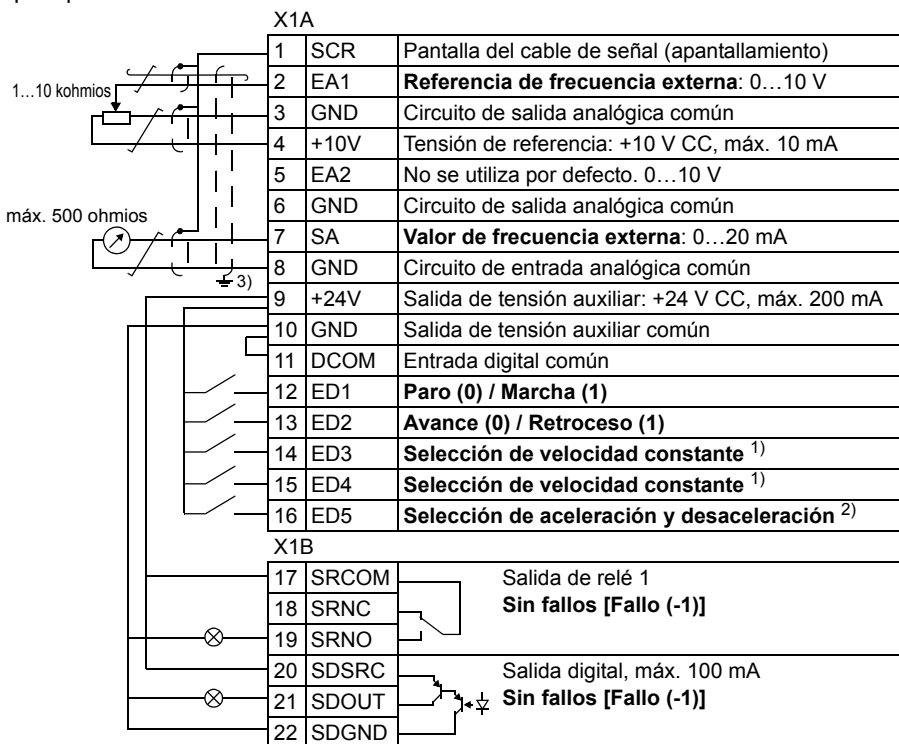 X1A
1 SCR Pantalla del cable de señal (apantallamiento)
1…10 kohmios
2 EA1 Referencia de frecuencia externa: 0…10 V
3 GND Circuito de salida analógica común
4 +10V Tensión de referencia: +10 V CC, máx. 10 mA
5 EA2 No se utiliza por defecto. 0…10 V
6 GND Circuito de salida analógica común
máx. 500 ohmios
7 SA Valor de frecuencia externa: 0…20 mA
8 GND Circuito de entrada analógica común
3)
9 +24V Salida de tensión auxiliar: +24 V CC, máx. 200 mA
10 GND Salida de tensión auxiliar común
11 DCOM Entrada digital común
12 ED1 Paro (0) / Marcha (1)
13 ED2 Avance (0) / Retroceso (1)
14 ED3 Selección de velocidad constante 1)
15 ED4 Selección de velocidad constante 1)
16 ED5 Selección de aceleración y desaceleración 2)
X1B
17 SRCOM Salida de relé 1
18 SRNC Sin fallos [Fallo (-1)]
19 SRNO
20 SDSRC Salida digital, máx. 100 mA
21 SDOUT Sin fallos [Fallo (-1)]
22 SDGND